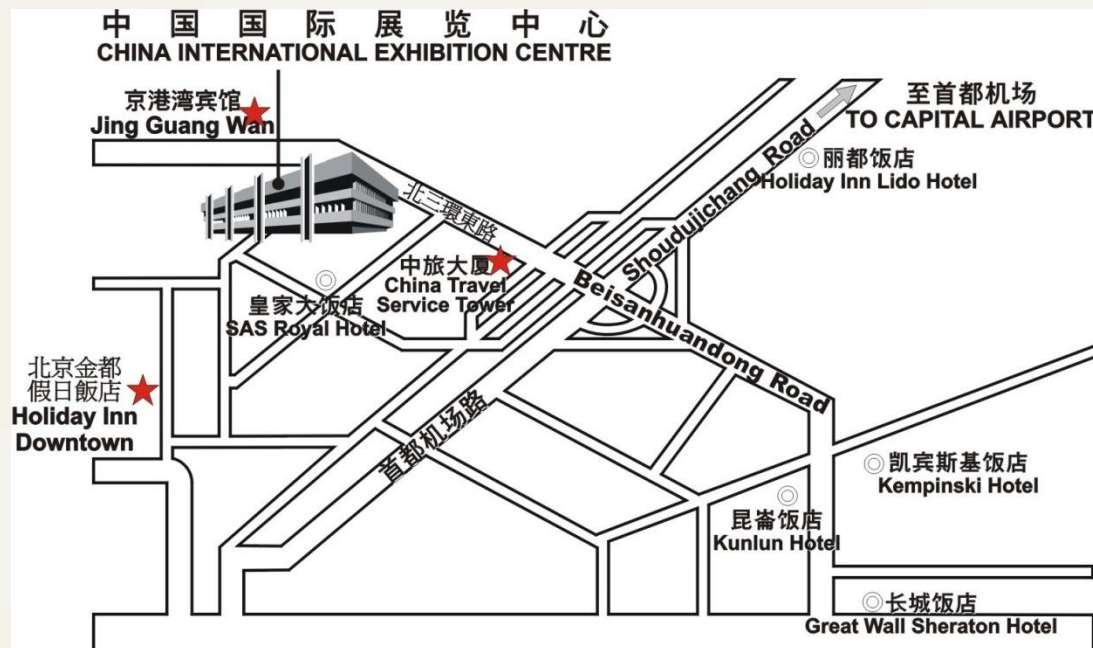 中国国际展览中心
CHINA INTERNATIONAL EXHIBITION CENTRE
京港湾宾馆
Jing Guang Wan
至首都机场
TO CAPITAL AIRPORT
丽都饭店
Holiday Inn Lido Hotel
Shoudujichang Road
北三環東路
中旅大厦
China Travel
Service Tower
Beisanhuandong Road
皇家大饭店
SAS Royal Hotel
北京金都
假日飯店
Holiday Inn
Downtown
首都机场路
凯宾斯基饭店
Kempinski Hotel
昆崙饭店
Kunlun Hotel
长城饭店
Great Wall Sheraton Hotel